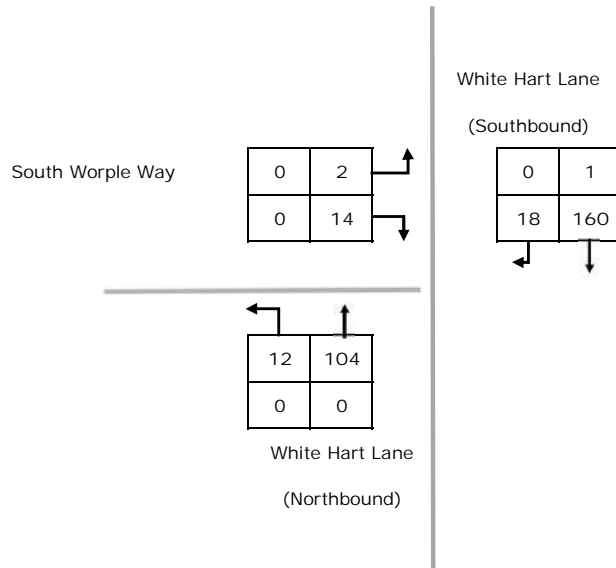 White Hart Lane
(Southbound)
South Worple Way
0 2
0 14
0 1
18 160
12 104
0 0
White Hart Lane
(Northbound)